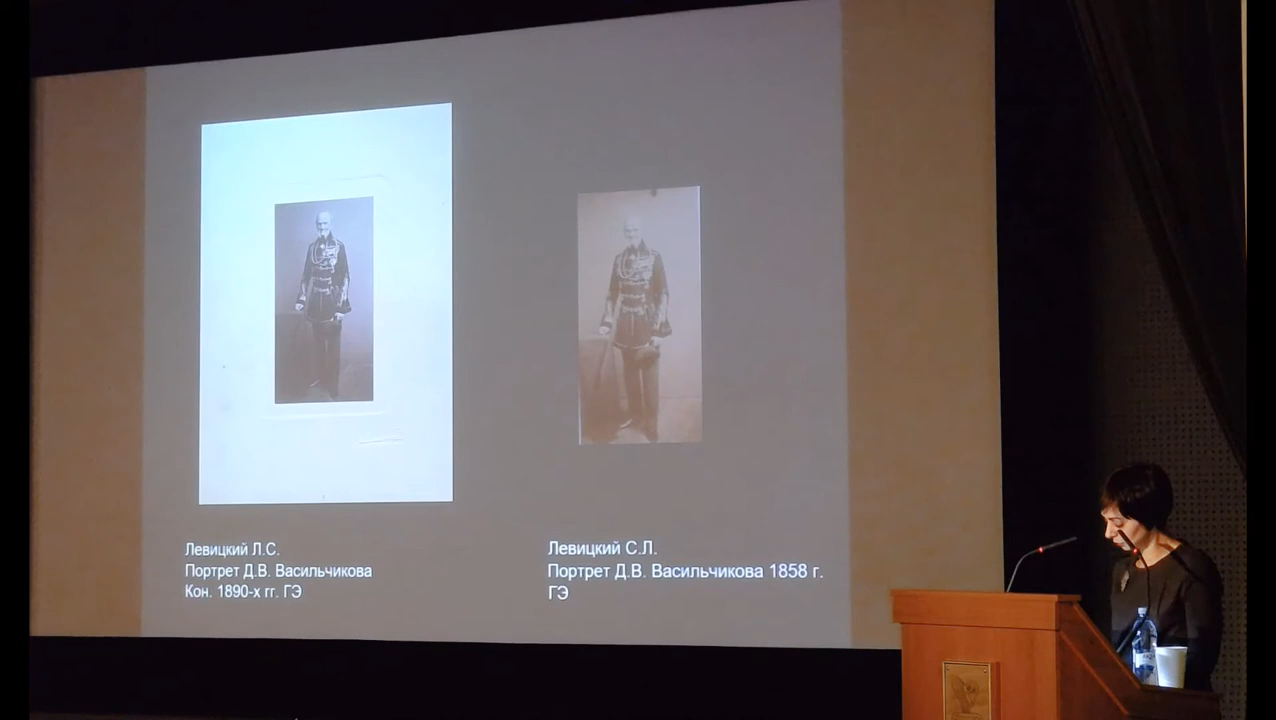 Левицкий Л.С.
Портрет Д.В. Васильчикова
Кон. 1890-х гг. ГЭ
Левицкий С.Л.
Портрет Д.В. Васильчикова 1858 г.
ГЭ